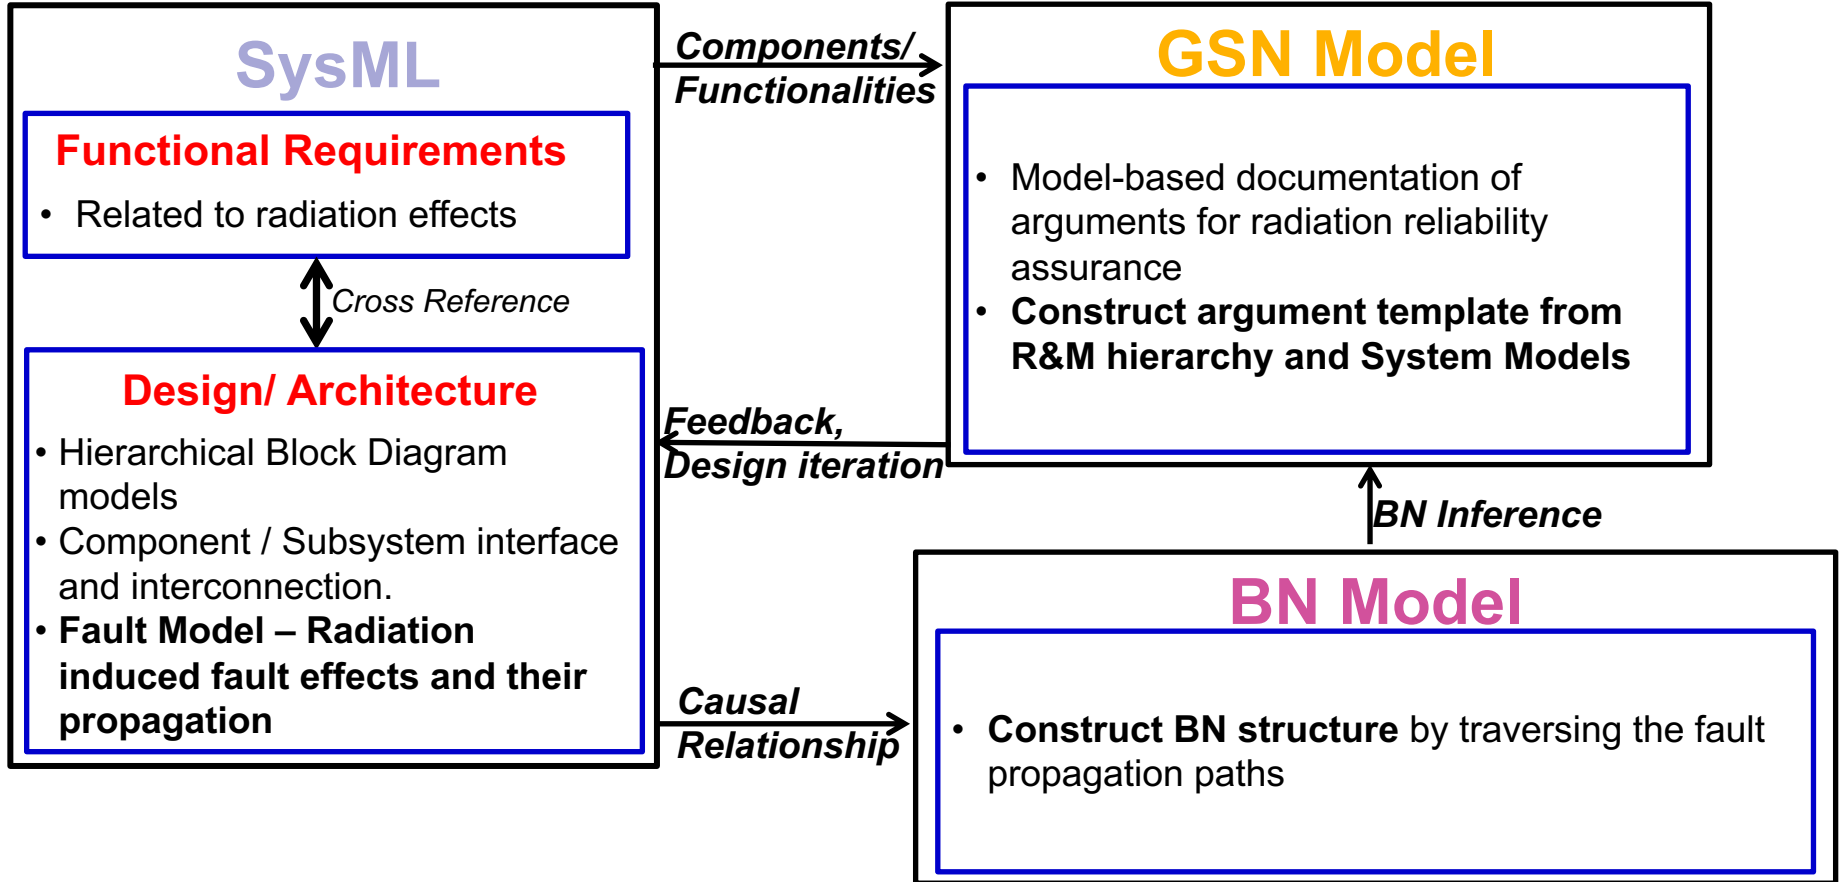 SysML
Functional Requirements
• Related to radiation effects
Cross Reference
Design/ Architecture
• Hierarchical Block Diagram
models
• Component / Subsystem interface
and interconnection.
• Fault Model – Radiation
induced fault effects and their
propagation
Components/
Functionalities
Feedback,
Design iteration
Causal
Relationship
GSN Model
• Model-based documentation of
arguments for radiation reliability
assurance
• Construct argument template from
R&M hierarchy and System Models
BN Inference
BN Model
• Construct BN structure by traversing the fault
propagation paths